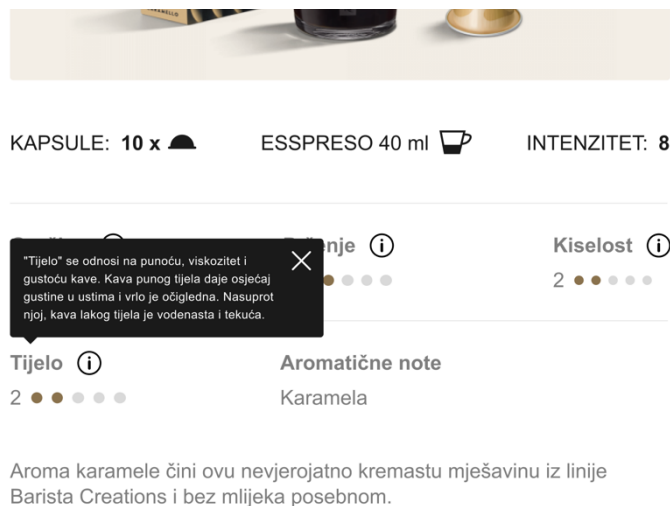 KAPSULE: 10 x
ESSPRESO 40 ml
INTENZITET: 8
"Tijelo" se odnosi na punoću, viskozitet i
gustoću kave. Kava punog tijela daje osjećaj
gustine u ustima i vrlo je očigledna. Nasuprot
njoj, kava lakog tijela je vodenasta i tekuća.
Kiselost
2
Tijelo
2
Aromatične note
Karamela
Aroma karamele čini ovu nevjerojatno kremastu mješavinu iz linije
Barista Creations i bez mlijeka posebnom.